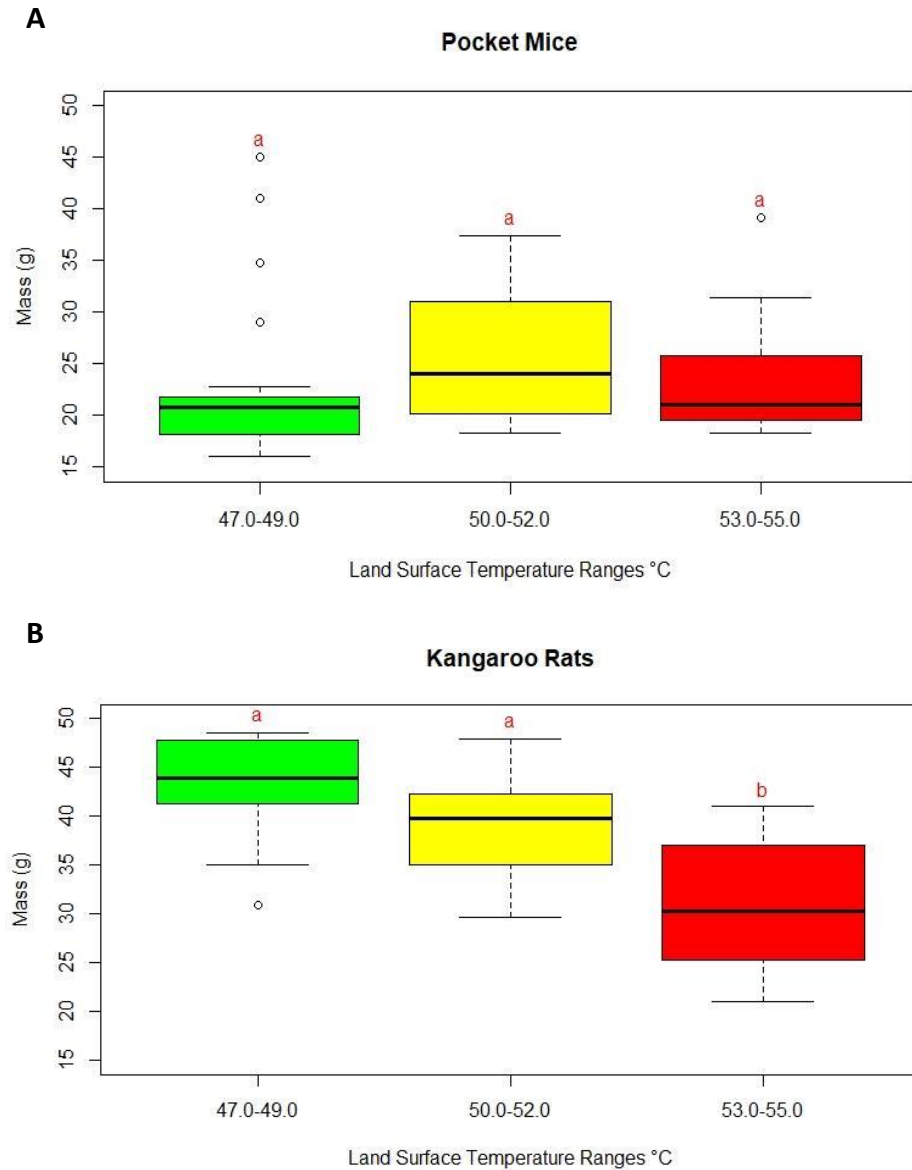 A
Pocket Mice
50
45
40
35
30
25
20
15
Mass (g)
a
a
a
47.0-49.0 50.0-52.0 53.0-55.0
Land Surface Temperature Ranges °C
B
Kangaroo Rats
50
45
40
35
30
25
20
15
Mass (g)
a
a
b
47.0-49.0 50.0-52.0 53.0-55.0
Land Surface Temperature Ranges °C